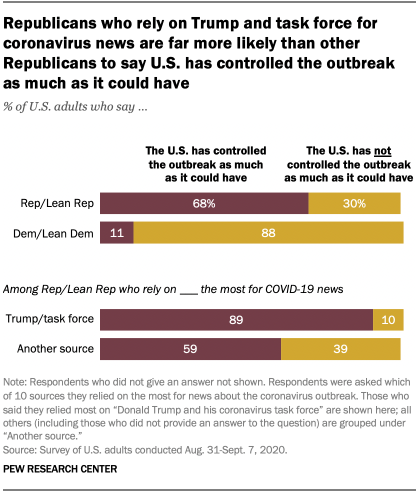 Republicans who rely on Trump and task force for
coronavirus news are far more likely than other
Republicans to say U.S. has controlled the outbreak
as much as it could have
% of U.S. adults who say ...
The U.S. has controlled
the outbreak as much
as it could have
The U.S. has not
controlled the outbreak
as much as it could have
Rep/Lean Rep 68% 30%
Dem/Lean Dem 11 88
Among Rep/Lean Rep who rely on ___ the most for COVID-19 news
Trump/task force 89 10
Another source 59 39
Note: Respondents who did not give an answer not shown. Respondents were asked which
of 10 sources they relied on the most for news about the coronavirus outbreak. Those who
said they relied most on “Donald Trump and his coronavirus task force” are shown here; all
others (including those who did not provide an answer to the question) are grouped under
“Another source.”
Source: Survey of U.S. adults conducted Aug. 31-Sept. 7, 2020.
PEW RESEARCH CENTER